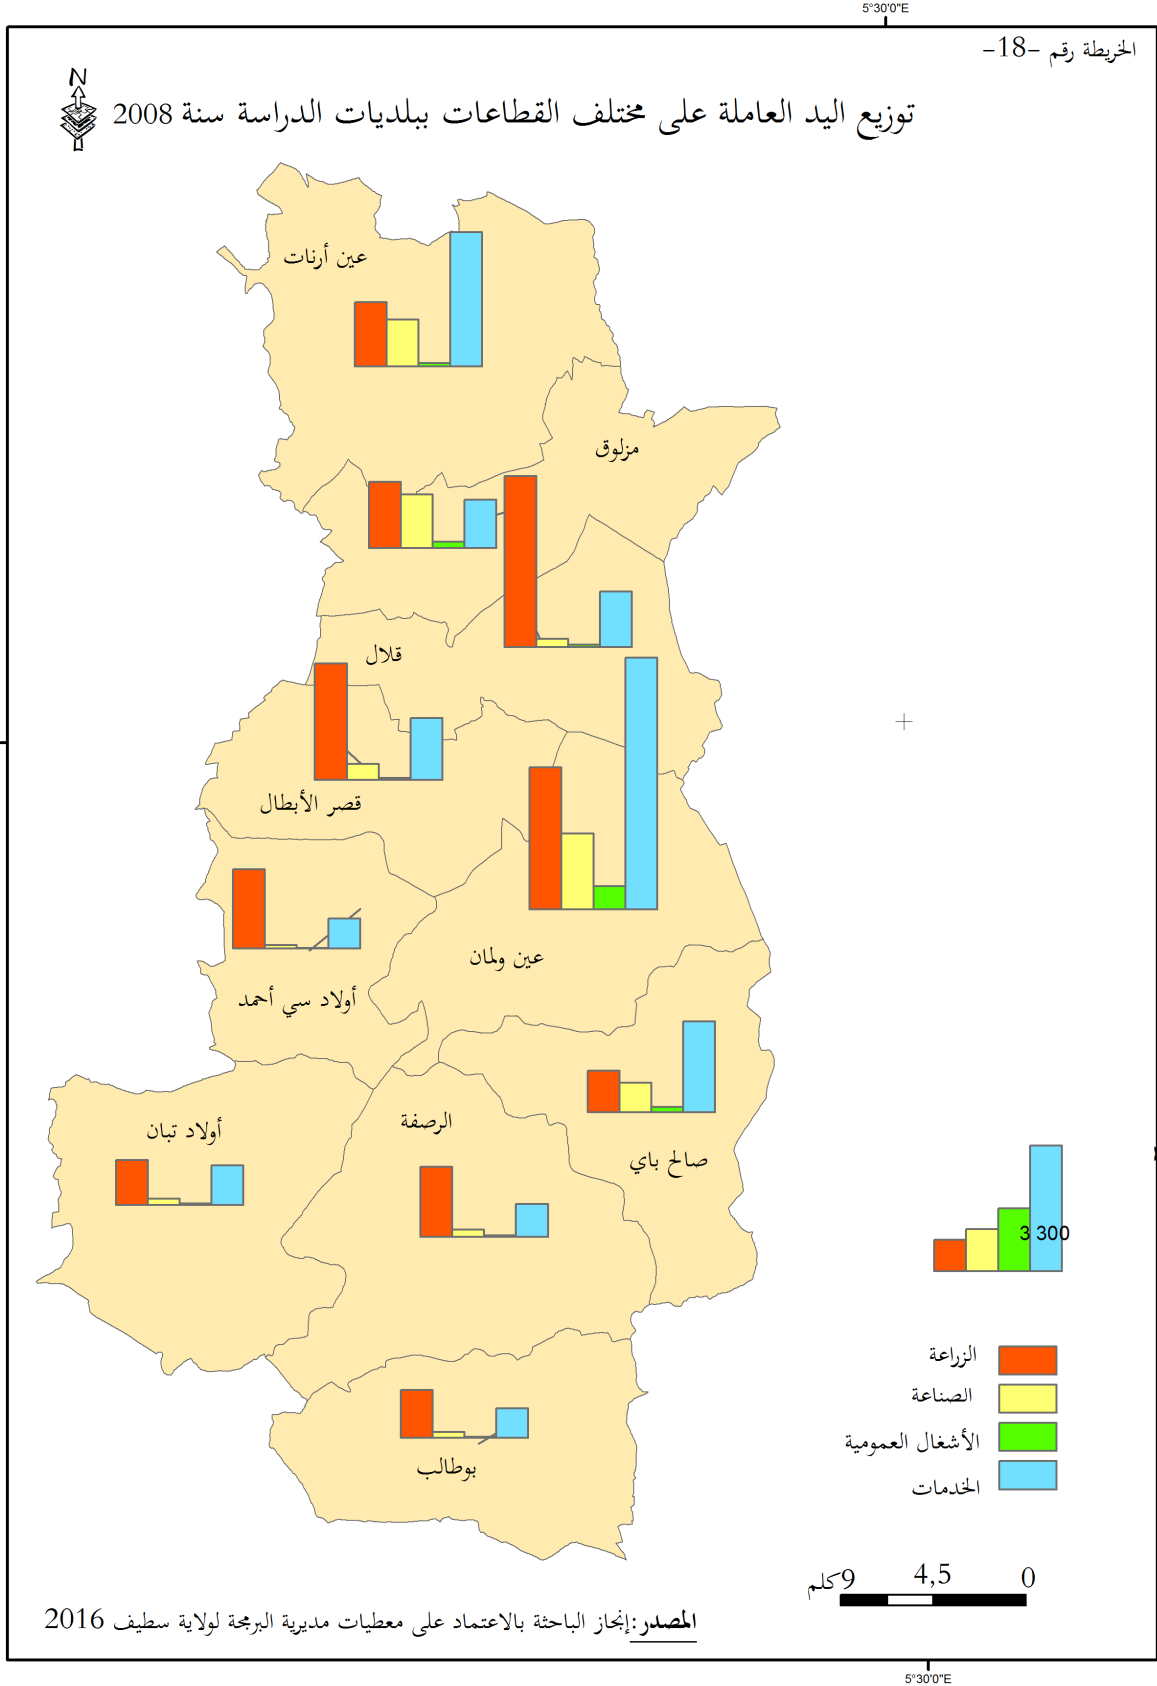 5°30'0"E
الخريطة رقم -18-
N
توزيع اليد العاملة على مختلف القطاعات ببلديات الدراسة سنة 2008
عين أرنات
مزلوق
قلال
قصر الأبطال
عين ولمان
أولاد سي أحمد
الرصفة
أولاد تبان
صالح باي
3 300
الزراعة
الصناعة
الأشغال العمومية
الخدمات
بوطالب
0 4,5 9كلم
المصدر:إنجاز الباحثة بالاعتماد على معطيات مديرية البرمجة لولاية سطيف 2016
5°30'0"E